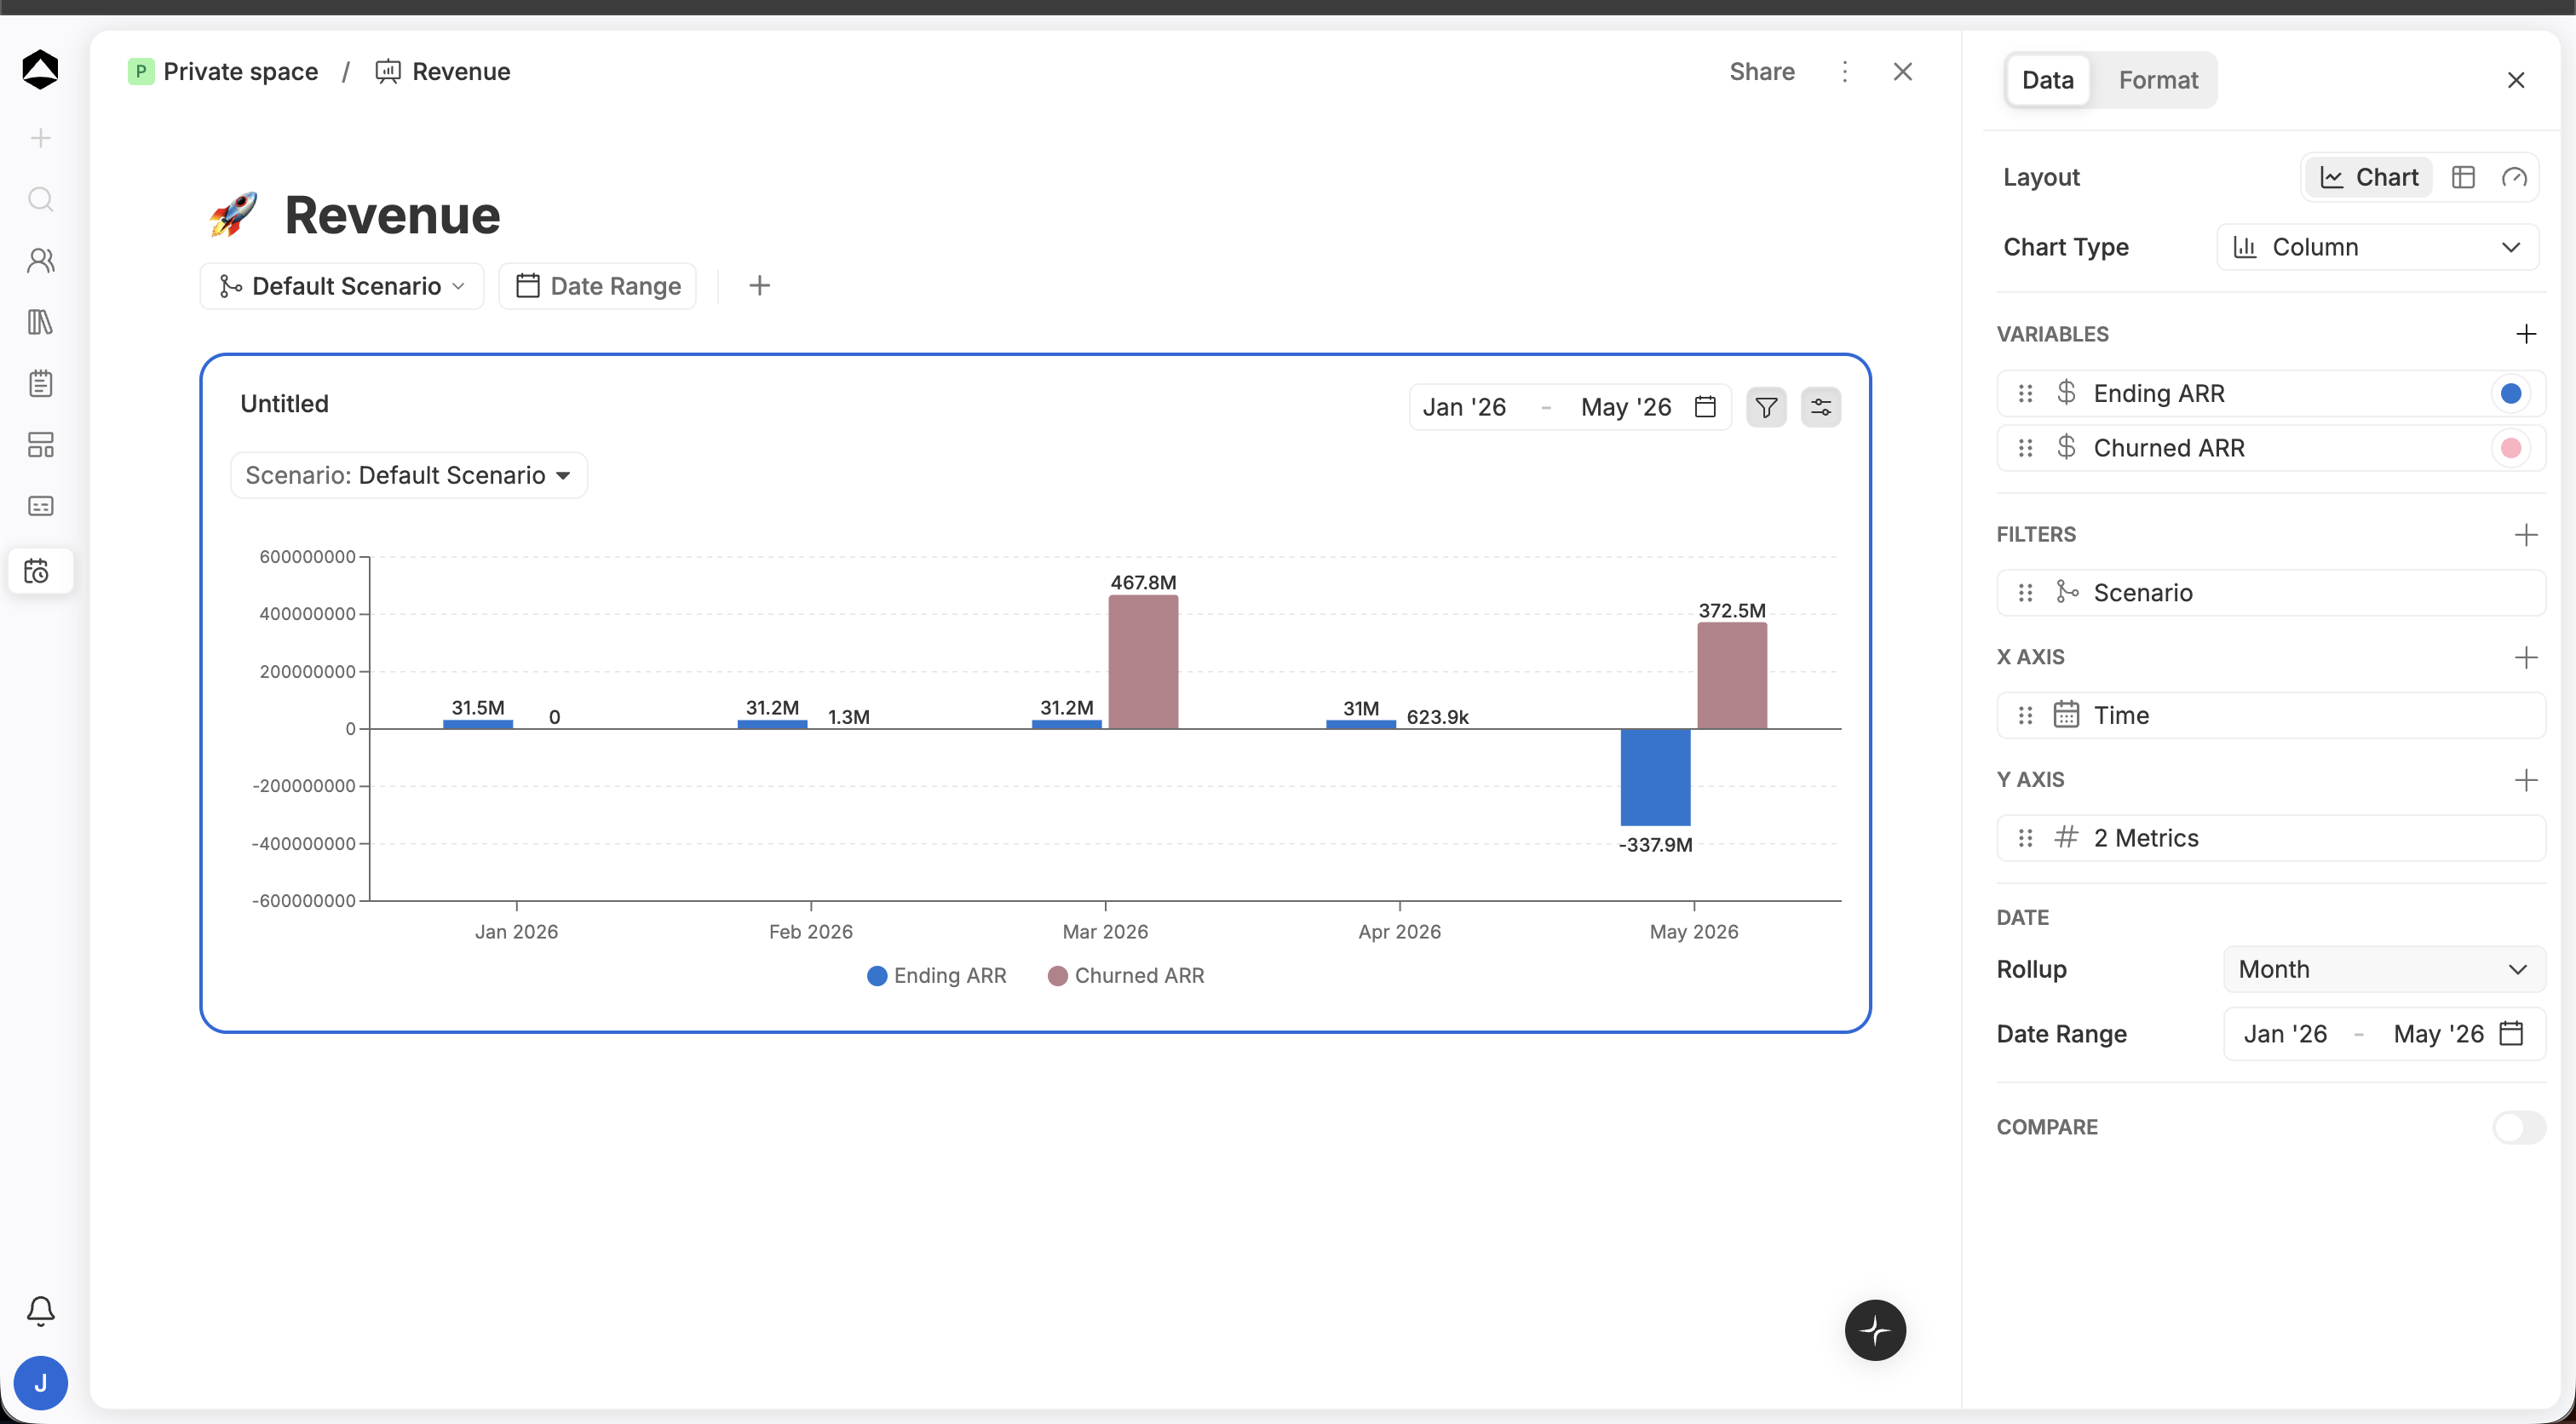 P Private space / Revenue
Share
🚀 Revenue
Default Scenario
Date Range
Untitled
Jan '26 - May '26
Scenario: Default Scenario
600000000
400000000
200000000
0
-200000000
-400000000
-600000000
31.5M
0
31.2M
1.3M
31.2M
467.8M
31M
623.9k
-337.9M
372.5M
Jan 2026
Feb 2026
Mar 2026
Apr 2026
May 2026
Ending ARR
Churned ARR
J
Data
Format
Layout
Chart
Chart Type
Column
VARIABLES
$ Ending ARR
$ Churned ARR
FILTERS
Scenario
X AXIS
Time
Y AXIS
# 2 Metrics
DATE
Rollup
Month
Date Range
Jan '26 - May '26
COMPARE